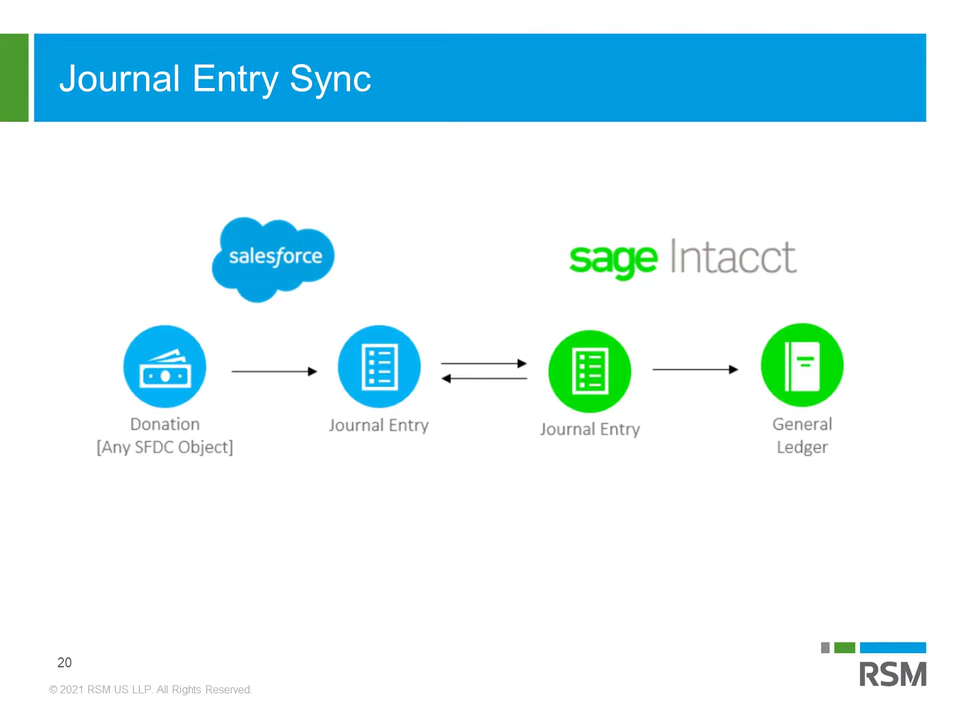 Journal Entry Sync
salesforce
sage Intacct
Donation
[Any SFDC Object]
Journal Entry
Journal Entry
General
Ledger
20
© 2021 RSM US LLP. All Rights Reserved.
RSM